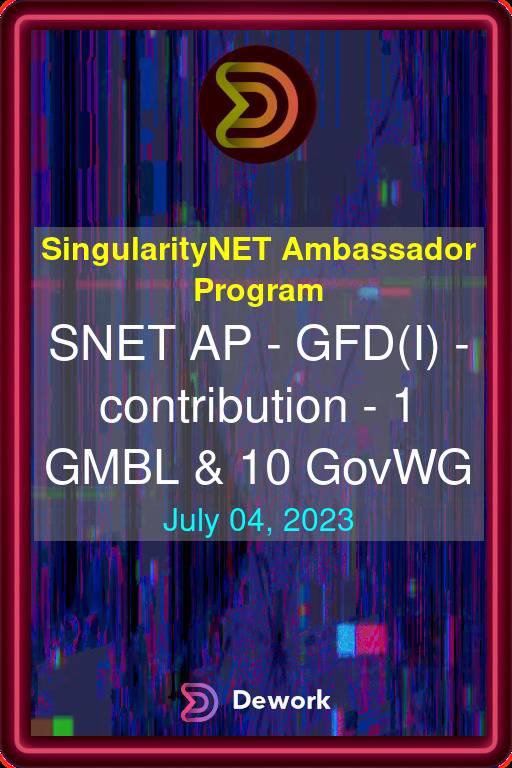 SingularityNET Ambassador
Program
SNET AP - GFD(I) -
contribution - 1
GMBL & 10 GovWG
July 04, 2023
Dework